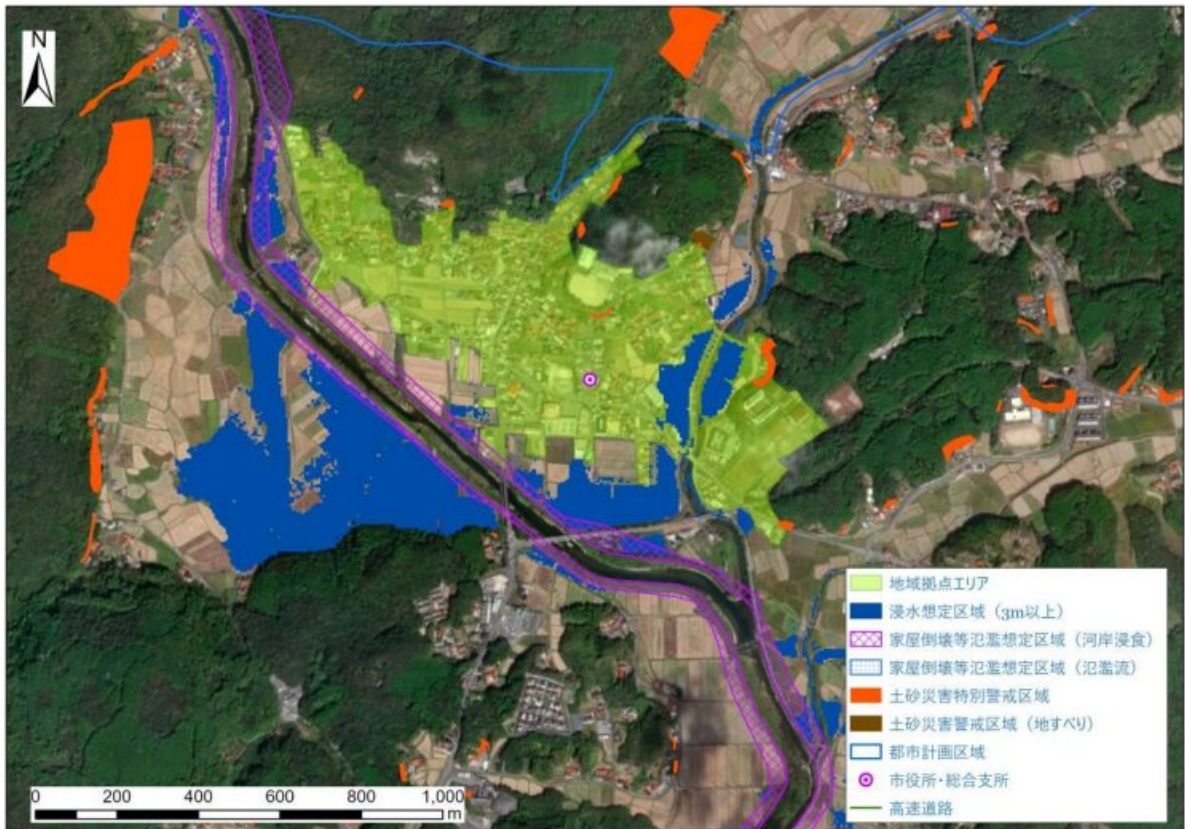 N
地域拠点エリア
浸水想定区域（3m以上）
家屋倒壊等氾濫想定区域（河岸浸食）
家屋倒壊等氾濫想定区域（氾濫流）
土砂災害特別警戒区域
土砂災害警戒区域（地すべり）
都市計画区域
市役所・総合支所
高速道路
0 200 400 600 800 1,000
m